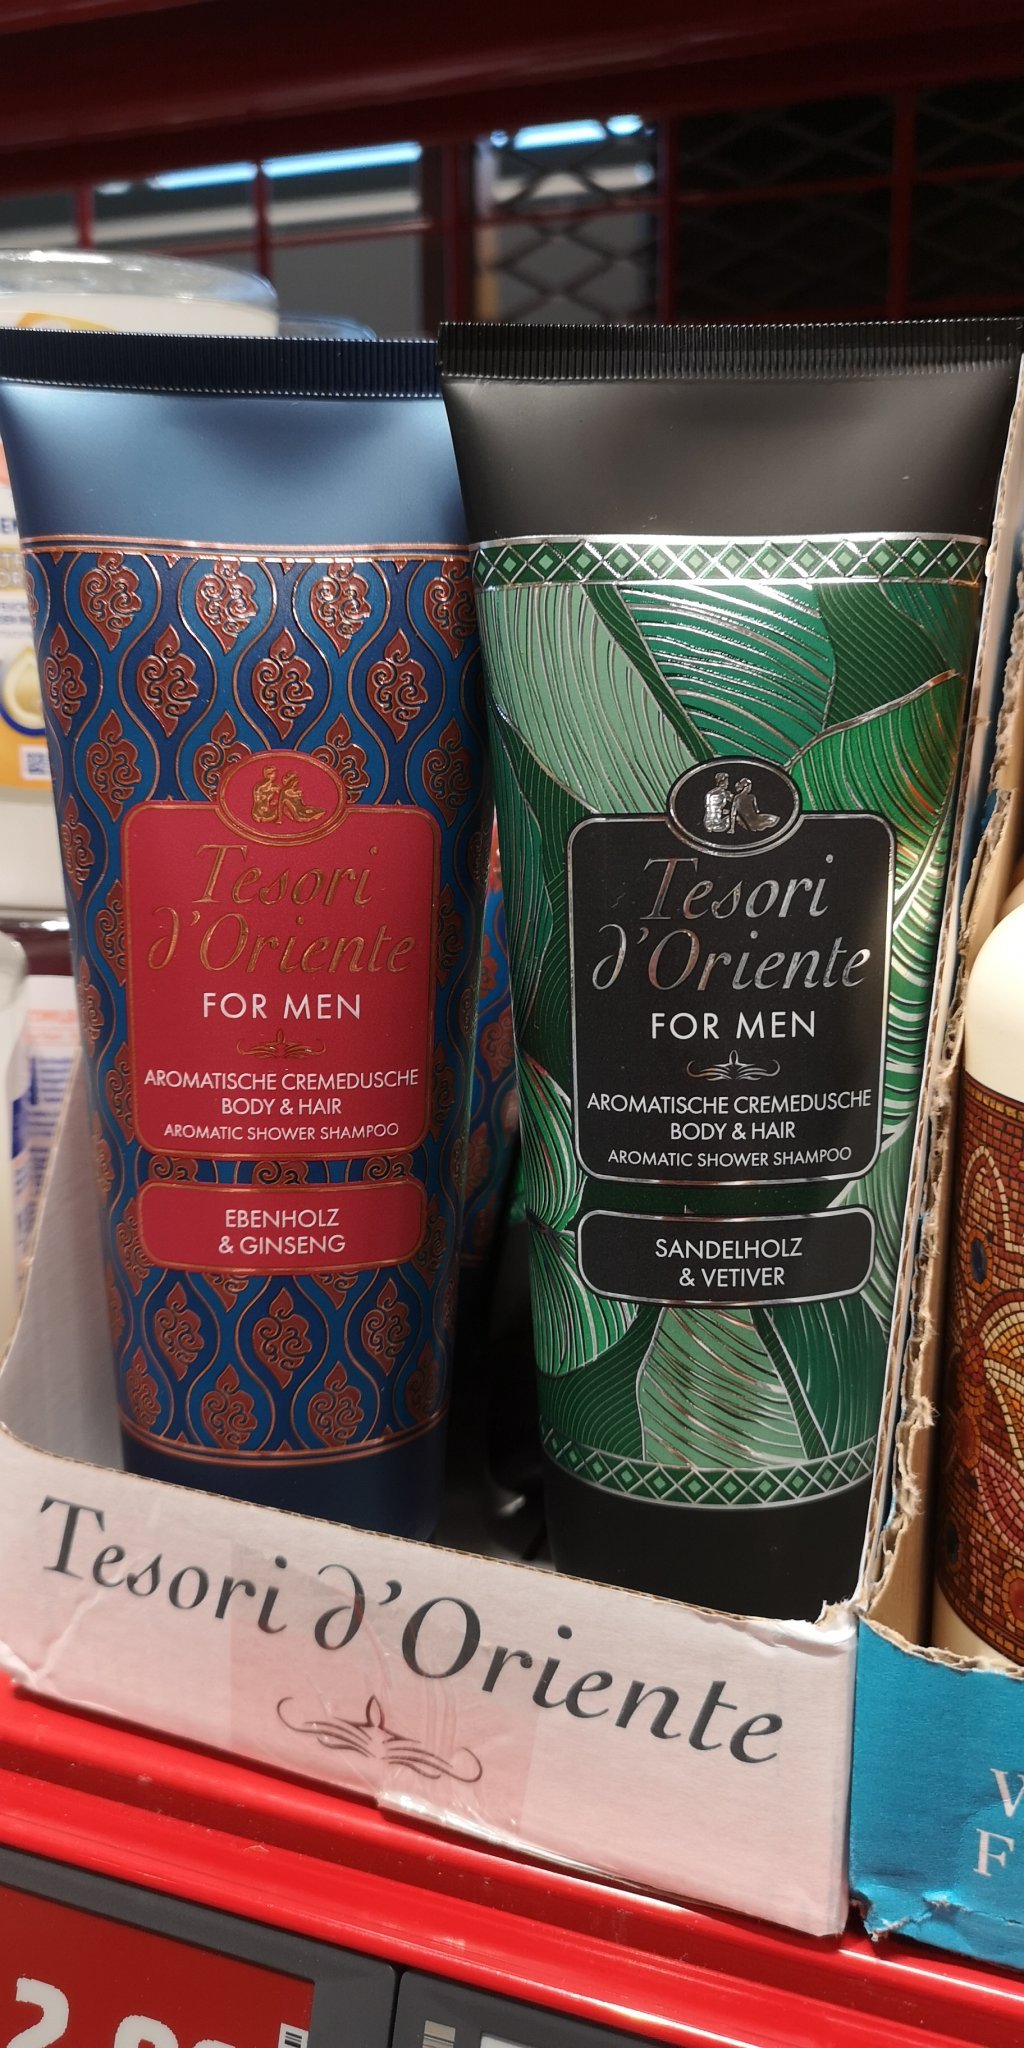 Tesori
d'Oriente
FOR MEN
AROMATISCHE CREMEDUSCHE
BODY & HAIR
AROMATIC SHOWER SHAMPOO
EBENHOLZ
& GINSENG
Tesori
d'Oriente
FOR MEN
AROMATISCHE CREMEDUSCHE
BODY & HAIR
AROMATIC SHOWER SHAMPOO
SANDELHOLZ
& VETIVER
Tesori d'Oriente